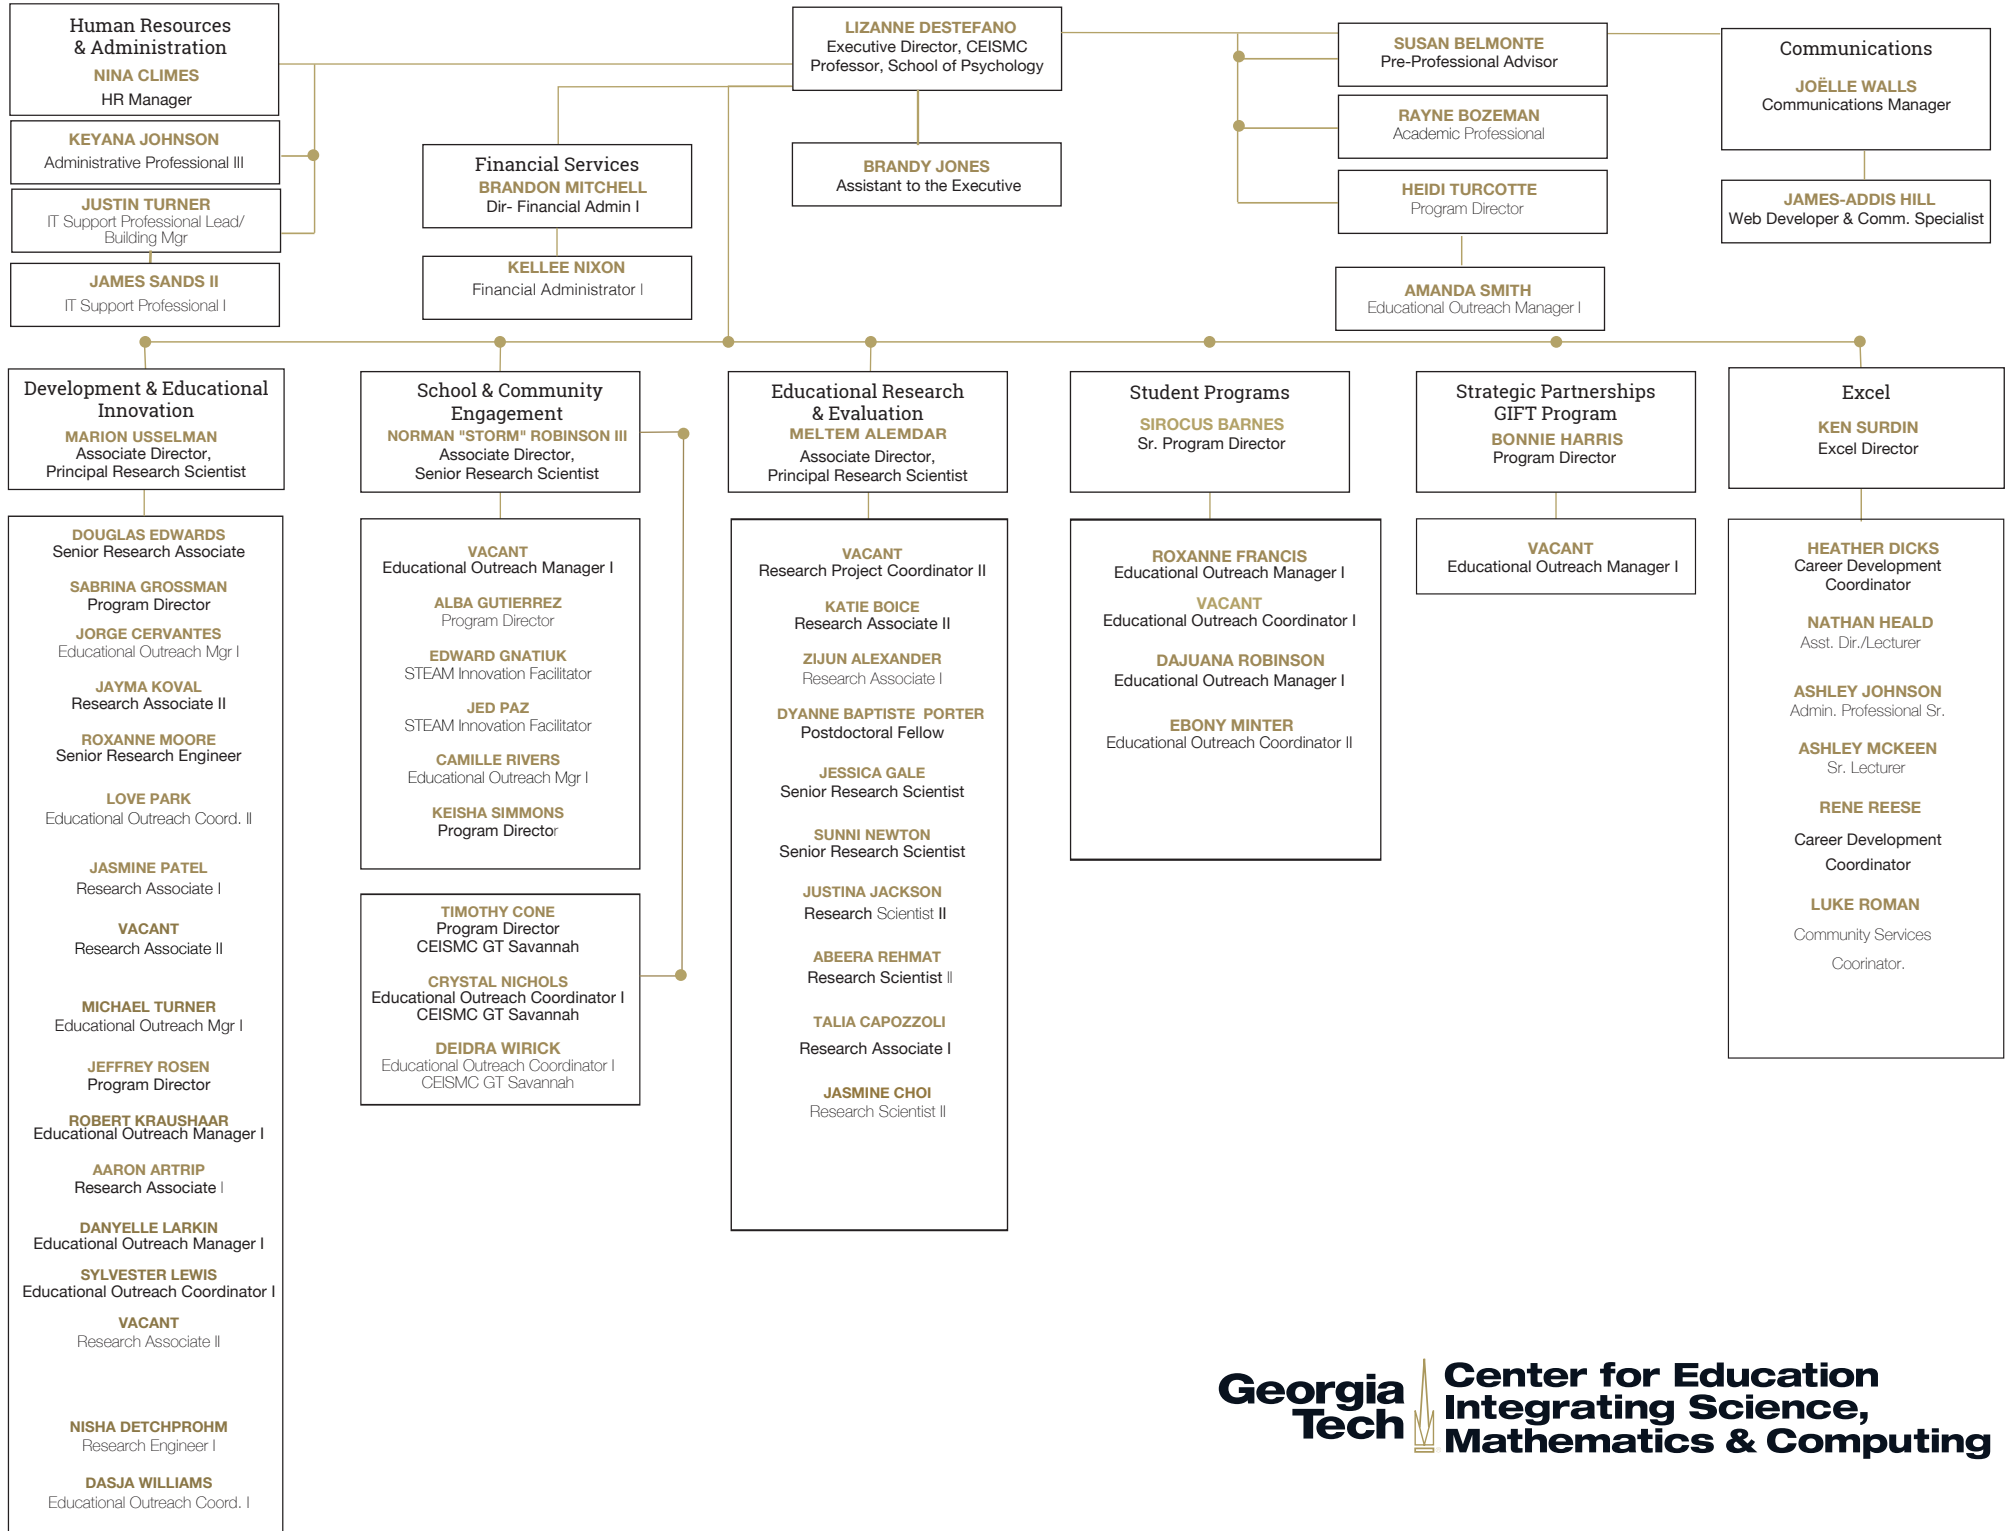 Human Resources
& Administration
NINA CLIMES
HR Manager
KEYANA JOHNSON
Administrative Professional III
JUSTIN TURNER
IT Support Professional Lead/
Building Mgr
JAMES SANDS II
IT Support Professional I
Financial Services
BRANDON MITCHELL
Dir- Financial Admin I
KELLEE NIXON
Financial Administrator I
LIZANNE DESTEFANO
Executive Director, CEISMC
Professor, School of Psychology
BRANDY JONES
Assistant to the Executive
SUSAN BELMONTE
Pre-Professional Advisor
RAYNE BOZEMAN
Academic Professional
HEIDI TURCOTTE
Program Director
AMANDA SMITH
Educational Outreach Manager I
Communications
JOËLLE WALLS
Communications Manager
JAMES-ADDIS HILL
Web Developer & Comm. Specialist
Development & Educational
Innovation
MARION USSELMAN
Associate Director,
Principal Research Scientist
DOUGLAS EDWARDS
Senior Research Associate
SABRINA GROSSMAN
Program Director
JORGE CERVANTES
Educational Outreach Mgr I
JAYMA KOVAL
Research Associate II
ROXANNE MOORE
Senior Research Engineer
LOVE PARK
Educational Outreach Coord. II
JASMINE PATEL
Research Associate I
VACANT
Research Associate II
MICHAEL TURNER
Educational Outreach Mgr I
JEFFREY ROSEN
Program Director
ROBERT KRAUSHAAR
Educational Outreach Manager I
AARON ARTRIP
Research Associate I
DANYELLE LARKIN
Educational Outreach Manager I
SYLVESTER LEWIS
Educational Outreach Coordinator I
VACANT
Research Associate II
NISHA DETCHPROHM
Research Engineer I
DASJA WILLIAMS
Educational Outreach Coord. I
School & Community
Engagement
NORMAN "STORM" ROBINSON III
Associate Director,
Senior Research Scientist
VACANT
Educational Outreach Manager I
ALBA GUTIERREZ
Program Director
EDWARD GNATIUK
STEAM Innovation Facilitator
JED PAZ
STEAM Innovation Facilitator
CAMILLE RIVERS
Educational Outreach Mgr I
KEISHA SIMMONS
Program Director
TIMOTHY CONE
Program Director
CEISMC GT Savannah
CRYSTAL NICHOLS
Educational Outreach Coordinator I
CEISMC GT Savannah
DEIDRA WIRICK
Educational Outreach Coordinator I
CEISMC GT Savannah
Educational Research
& Evaluation
MELTEM ALEMDAR
Associate Director,
Principal Research Scientist
VACANT
Research Project Coordinator II
KATIE BOICE
Research Associate II
ZIJUN ALEXANDER
Research Associate I
DYANNE BAPTISTE PORTER
Postdoctoral Fellow
JESSICA GALE
Senior Research Scientist
SUNNI NEWTON
Senior Research Scientist
JUSTINA JACKSON
Research Scientist II
ABEERA REHMAT
Research Scientist II
TALIA CAPOZZOLI
Research Associate I
JASMINE CHOI
Research Scientist II
Student Programs
SIROCUS BARNES
Sr. Program Director
ROXANNE FRANCIS
Educational Outreach Manager I
VACANT
Educational Outreach Coordinator I
DAJUANA ROBINSON
Educational Outreach Manager I
EBONY MINTER
Educational Outreach Coordinator II
Strategic Partnerships
GIFT Program
BONNIE HARRIS
Program Director
VACANT
Educational Outreach Manager I
Excel
KEN SURDIN
Excel Director
HEATHER DICKS
Career Development
Coordinator
NATHAN HEALD
Asst. Dir./Lecturer
ASHLEY JOHNSON
Admin. Professional Sr.
ASHLEY MCKEEN
Sr. Lecturer
RENE REESE
Career Development
Coordinator
LUKE ROMAN
Community Services
Coorinator.
Georgia
Tech
Center for Education
Integrating Science,
Mathematics & Computing